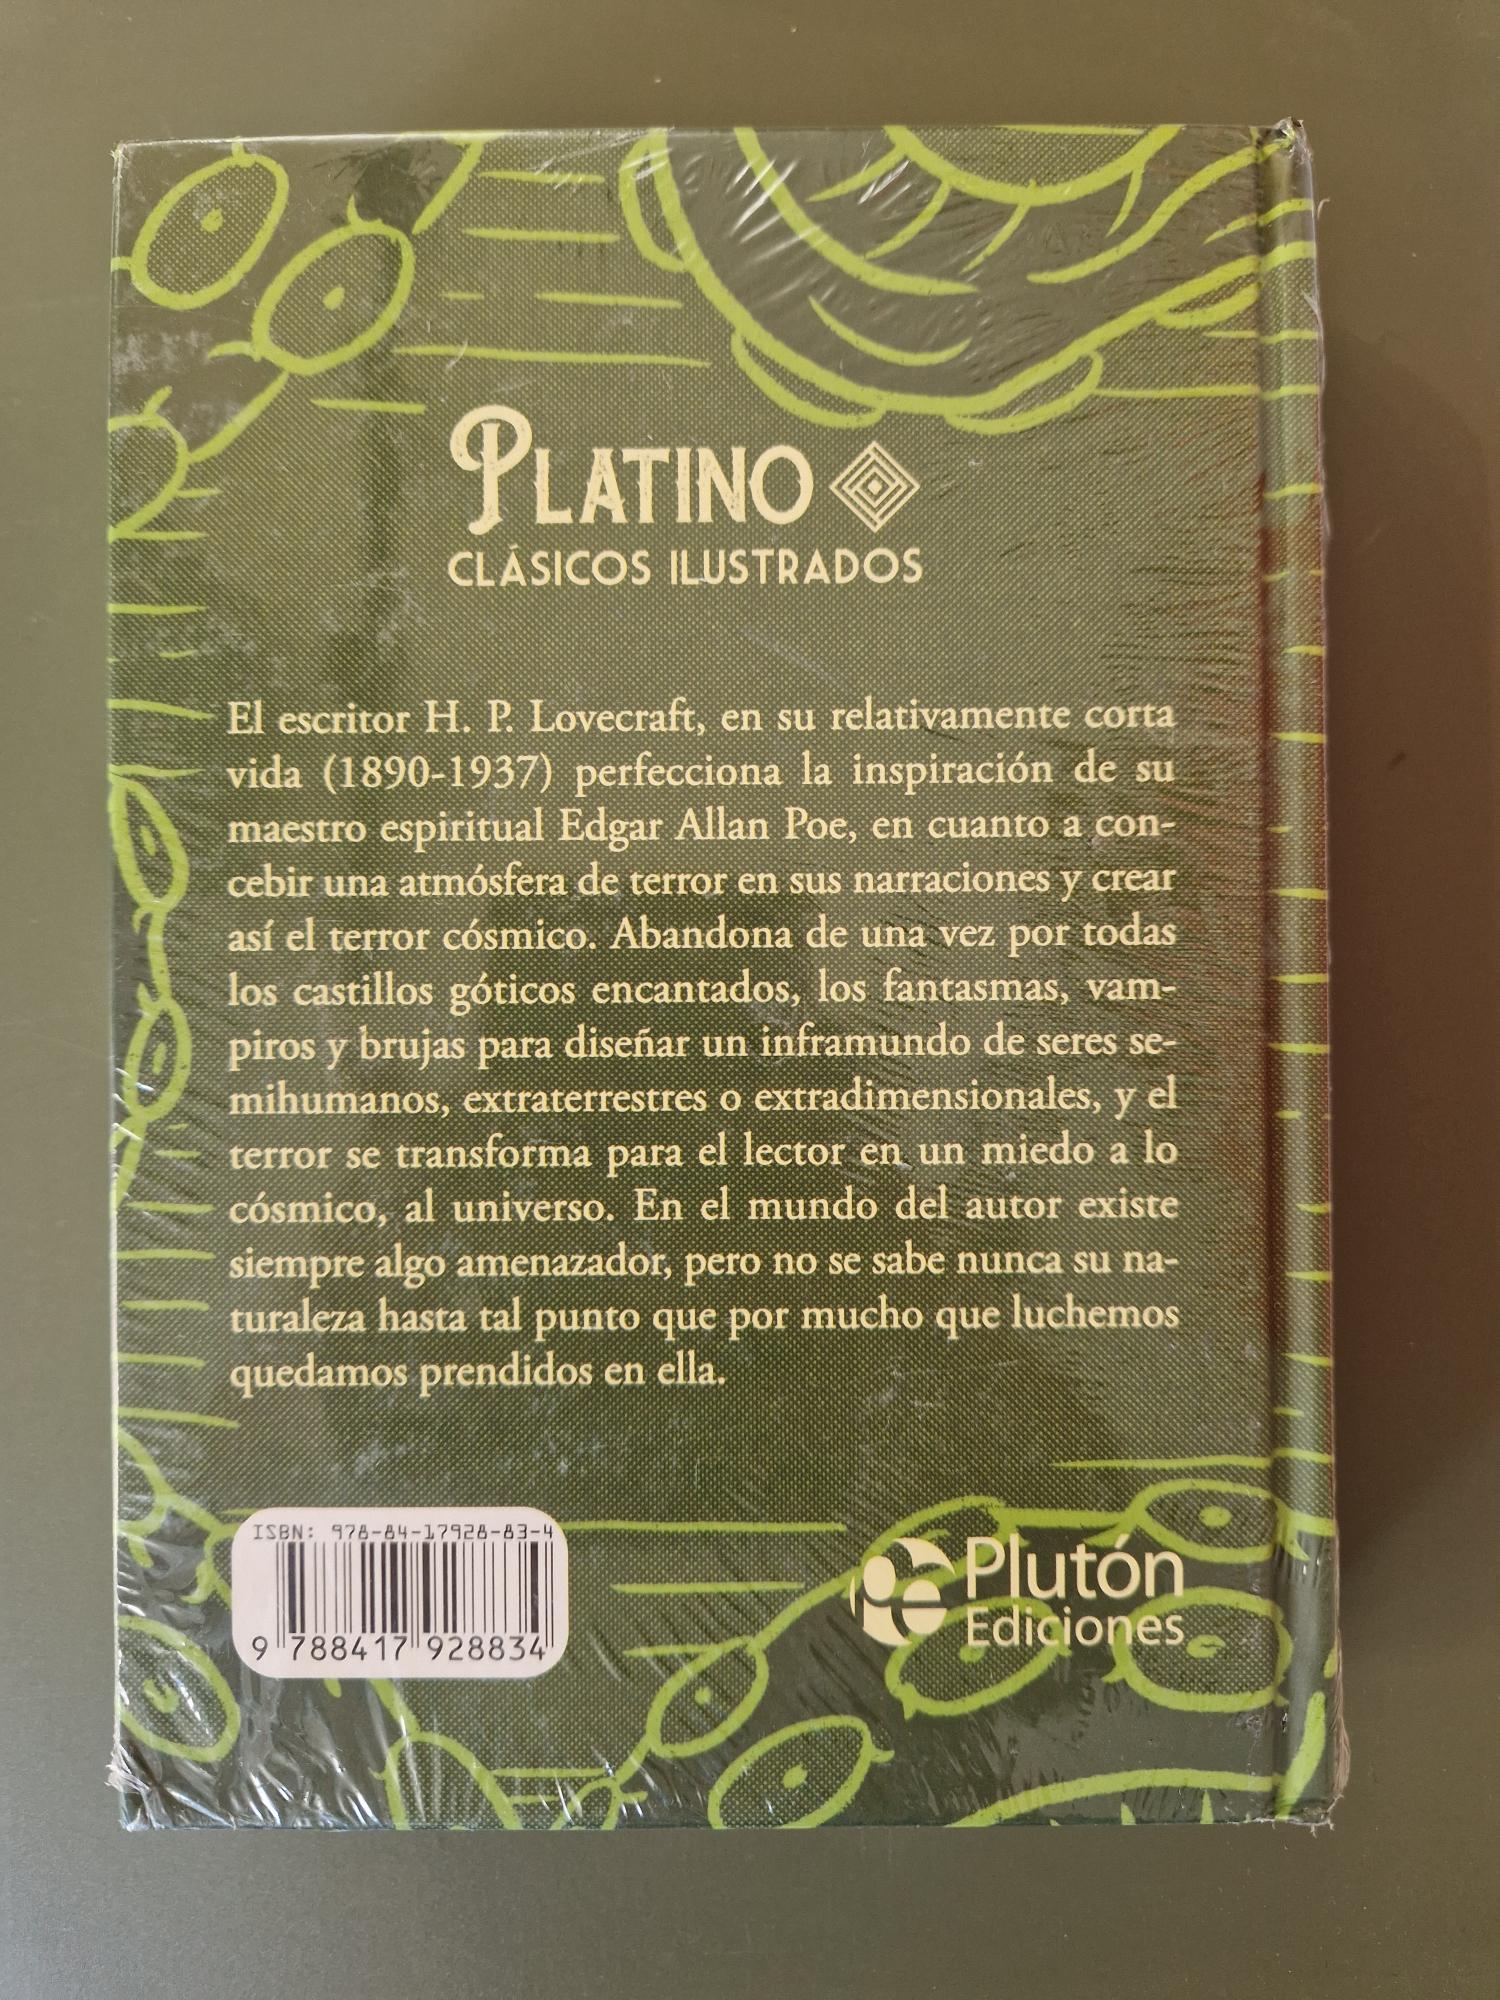 PLATINO
CLÁSICOS ILUSTRADOS
El escritor H. P. Lovecraft, en su relativamente corta
vida (1890-1937) perfecciona la inspiración de su
maestro espiritual Edgar Allan Poe, en cuanto a con-
cebir una atmósfera de terror en sus narraciones y crear
así el terror cósmico. Abandona de una vez por todas
los castillos góticos encantados, los fantasmas, vam-
piros y brujas para diseñar un inframundo de seres se-
mihumanos, extraterrestres o extradimensionales, y el
terror se transforma para el lector en un miedo a lo
cósmico, al universo. En el mundo del autor existe
siempre algo amenazador, pero no se sabe nunca su na-
turaleza hasta tal punto que por mucho que luchemos
quedamos prendidos en ella.
ISBN: 978-84-17928-83-4
9 788417 928834
Plutón
Ediciones